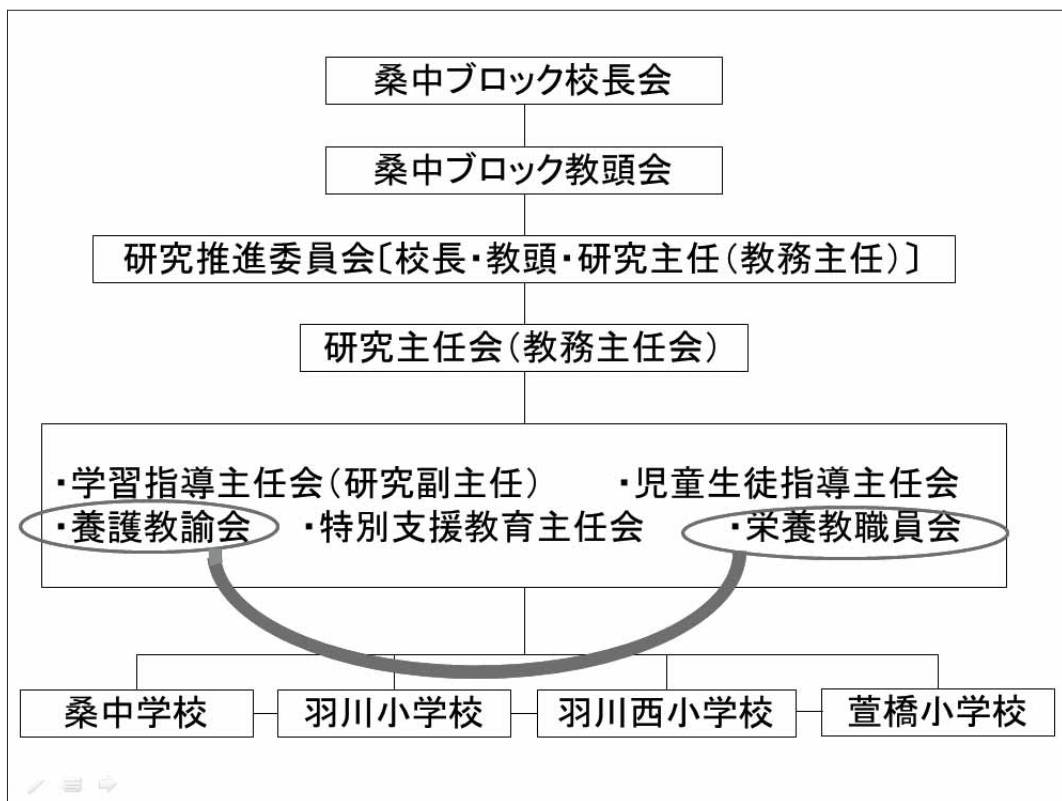 桑中ブロック校長会
桑中ブロック教頭会
研究推進委員会〔校長・教頭・研究主任(教務主任)〕
研究主任会(教務主任会)
・学習指導主任会(研究副主任) ・児童生徒指導主任会
・養護教諭会 ・特別支援教育主任会 ・栄養教職員会
桑中学校 羽川小学校 羽川西小学校 萱橋小学校